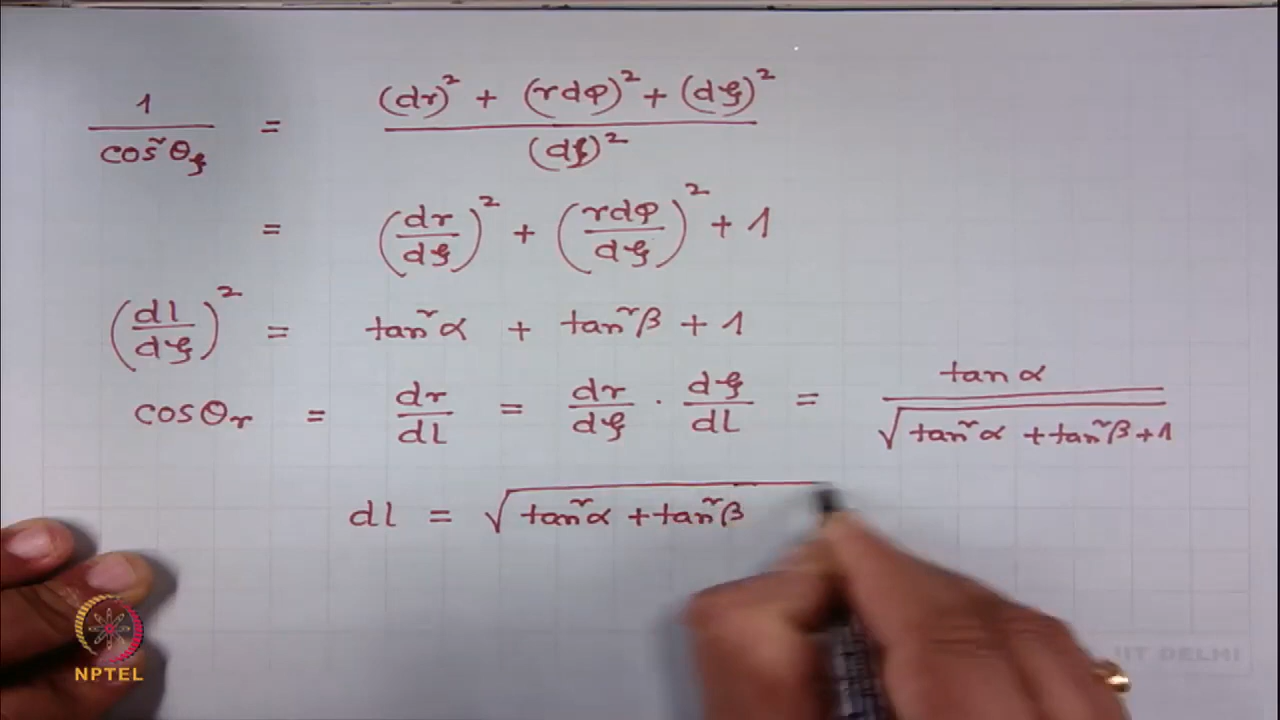 1 / cos²θ_ξ = ((dr)² + (rdφ)² + (dξ)²) / (dξ)²
= (dr/dξ)² + (rdφ/dξ)² + 1
(dl/dξ)² = tan²α + tan²β + 1
cosθ_r = dr/dl = dr/dξ · dξ/dl = tanα / √(tan²α + tan²β + 1)
dl = √(tan²α + tan²β
NPTEL
IIT DELHI